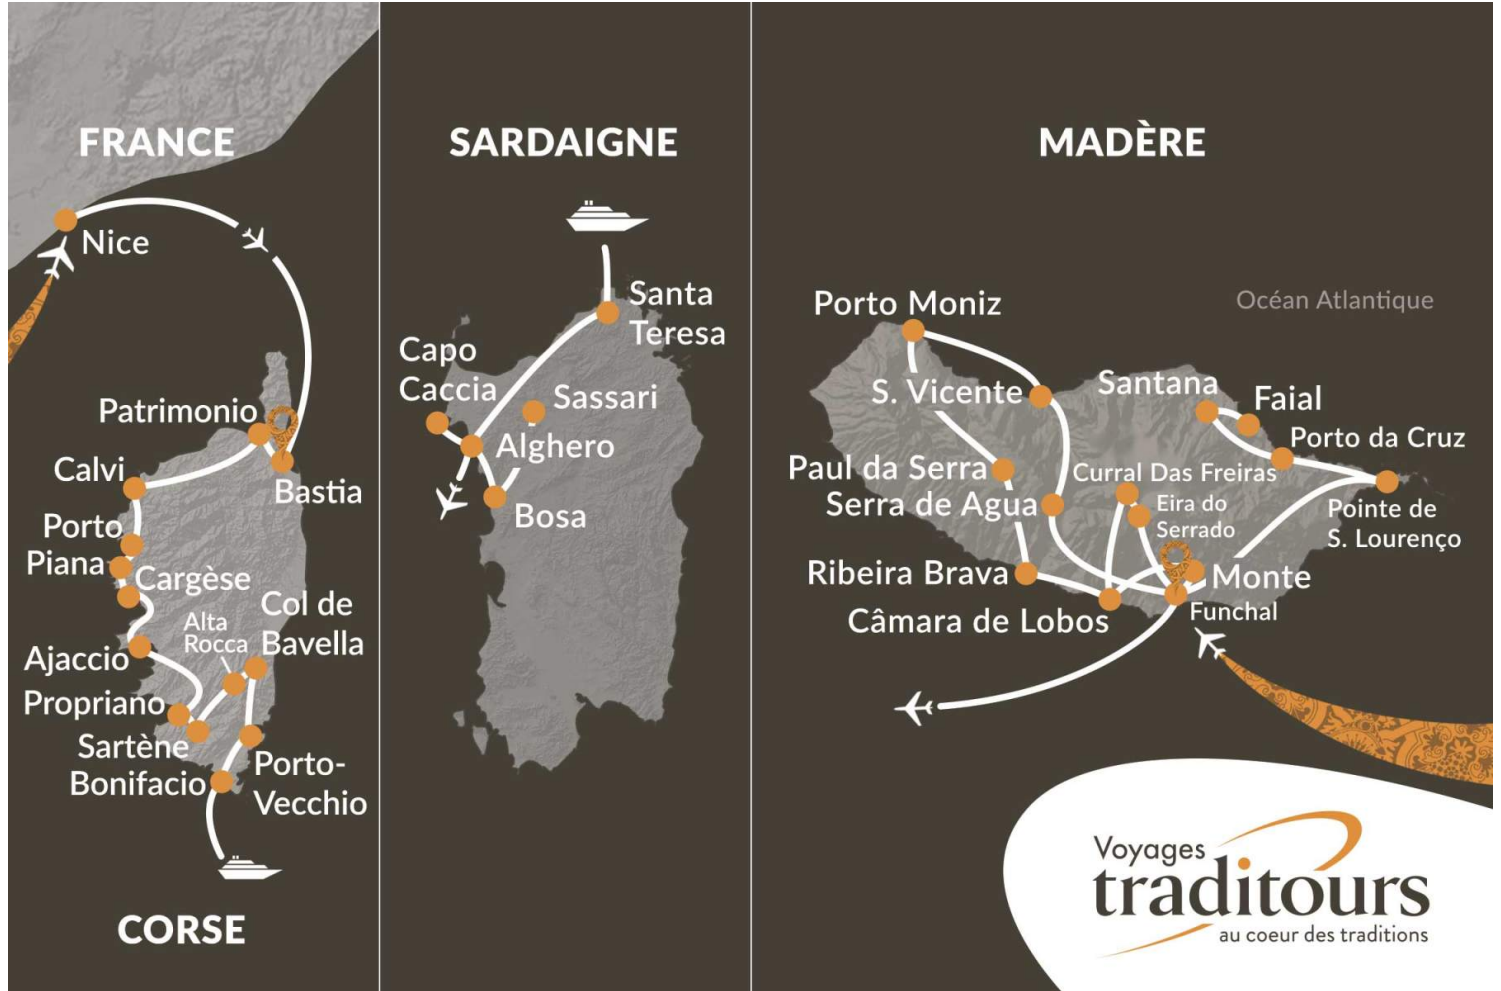 FRANCE
Nice
Patrimonio
Calvi
Bastia
Porto
Piana
Cargèse
Col de
Bavella
Alta
Rocca
Ajaccio
Propriano
Sartène
Bonifacio
Porto-
Vecchio
CORSE
SARDAIGNE
Santa
Teresa
Capo
Caccia
Sassari
Alghero
Bosa
MADÈRE
Océan Atlantique
Porto Moniz
S. Vicente
Santana
Faial
Porto da Cruz
Paul da Serra
Curral Das Freiras
Serra de Agua
Eira do
Serrado
Pointe de
S. Lourenço
Ribeira Brava
Monte
Câmara de Lobos
Funchal
Voyages
traditours
au coeur des traditions